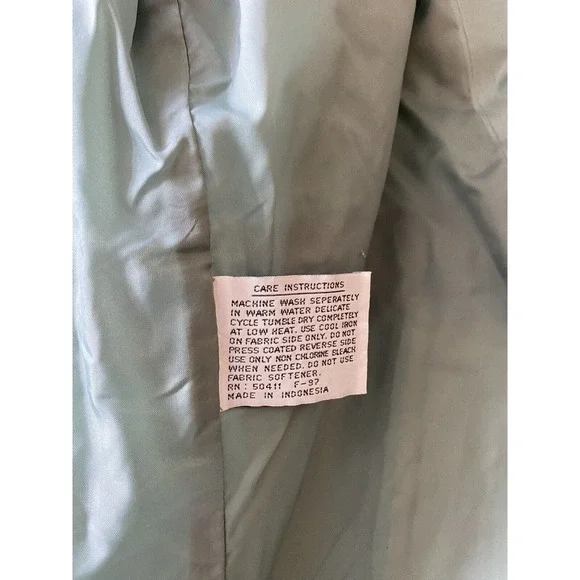 CARE INSTRUCTIONS
MACHINE WASH SEPERATELY
IN WARM WATER DELICATE
CYCLE TUMBLE DRY COMPLETELY
AT LOW HEAT. USE COOL IRON
ON FABRIC SIDE ONLY. DO NOT
PRESS COATED REVERSE SIDE
USE ONLY NON CHLORINE BLEACH
WHEN NEEDED. DO NOT USE
FABRIC SOFTENER.
RN : 50411 F-97
MADE IN INDONESIA